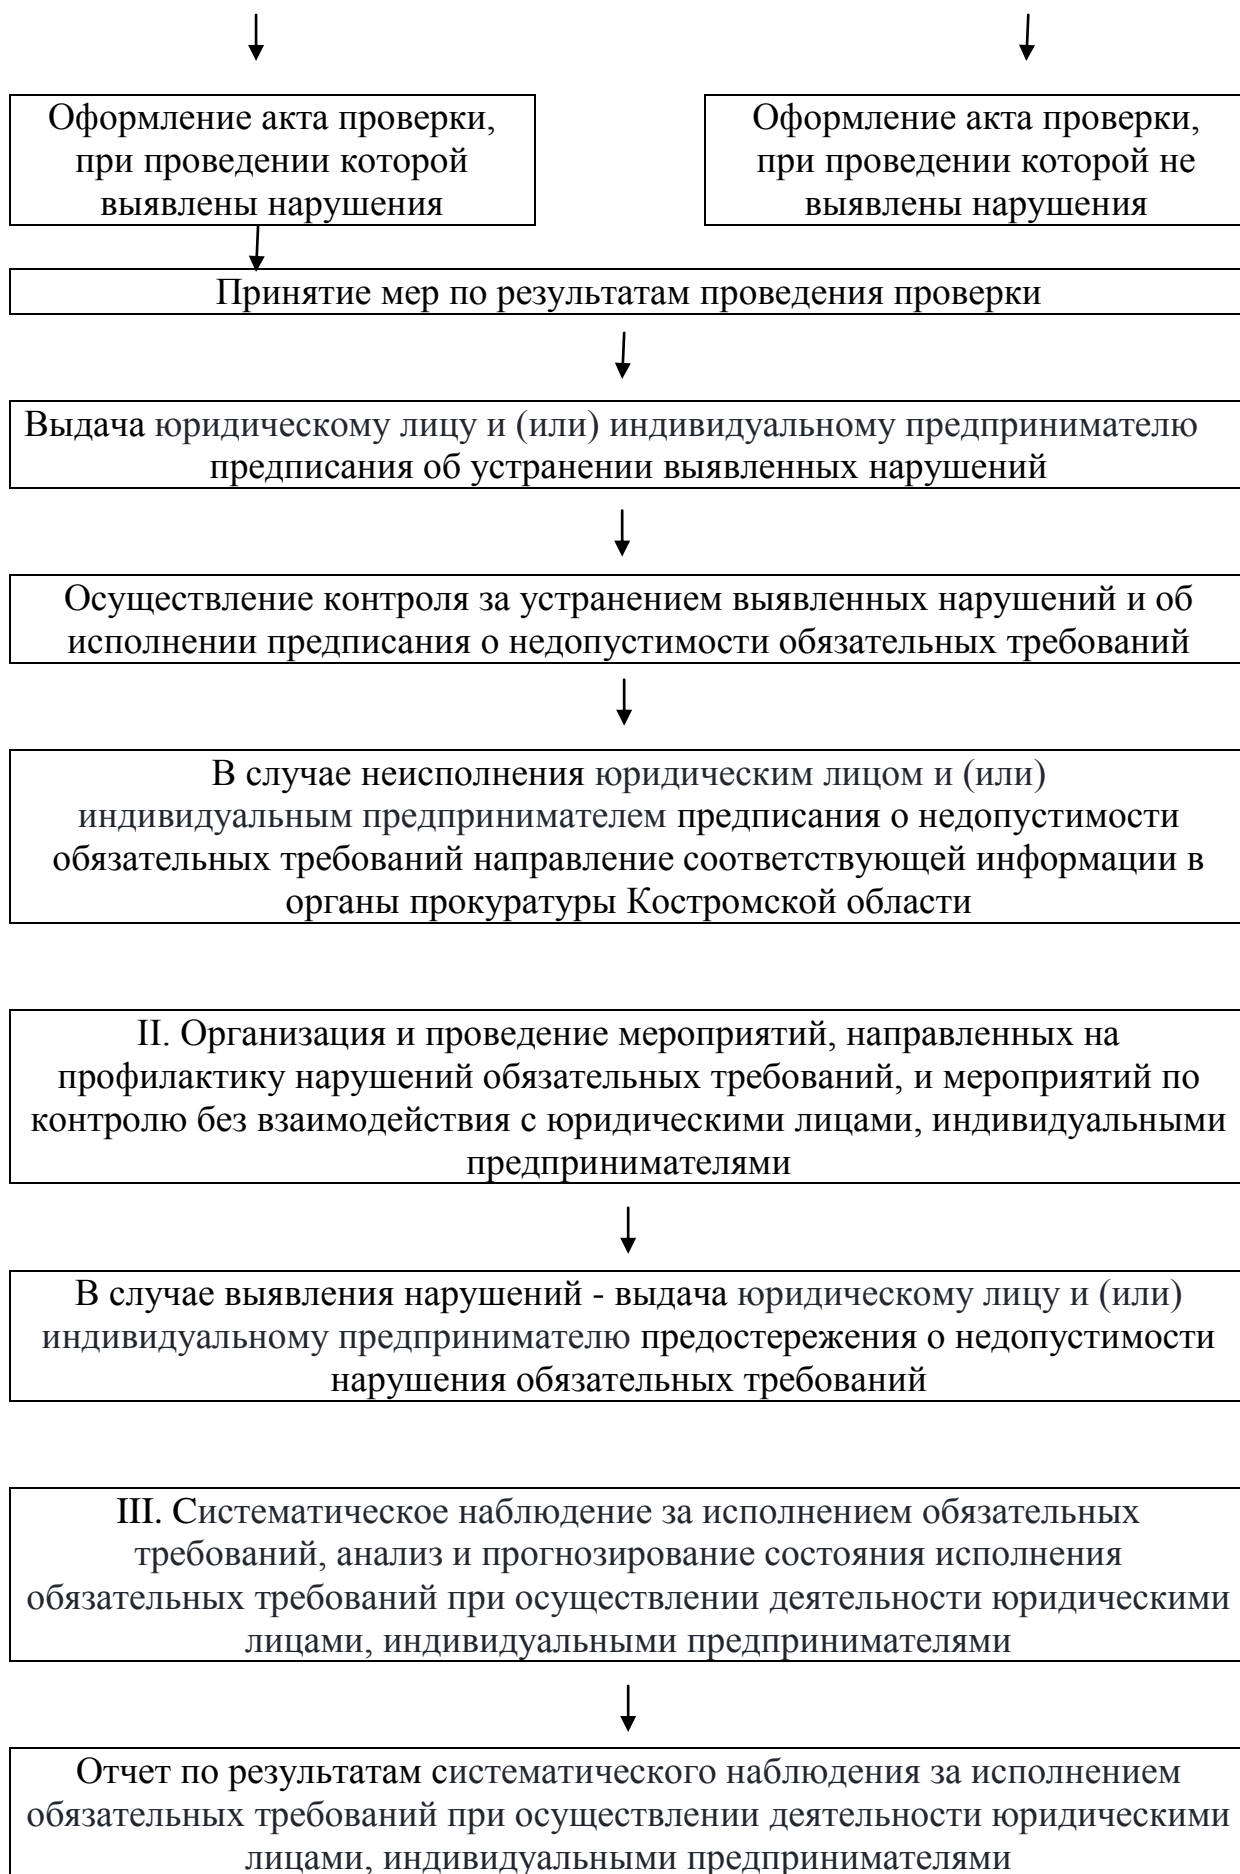 Оформление акта проверки,
при проведении которой
выявлены нарушения
Оформление акта проверки,
при проведении которой не
выявлены нарушения
Принятие мер по результатам проведения проверки
Выдача юридическому лицу и (или) индивидуальному предпринимателю
предписания об устранении выявленных нарушений
Осуществление контроля за устранением выявленных нарушений и об
исполнении предписания о недопустимости обязательных требований
В случае неисполнения юридическим лицом и (или)
индивидуальным предпринимателем предписания о недопустимости
обязательных требований направление соответствующей информации в
органы прокуратуры Костромской области
II. Организация и проведение мероприятий, направленных на
профилактику нарушений обязательных требований, и мероприятий по
контролю без взаимодействия с юридическими лицами, индивидуальными
предпринимателями
В случае выявления нарушений - выдача юридическому лицу и (или)
индивидуальному предпринимателю предостережения о недопустимости
нарушения обязательных требований
III. Систематическое наблюдение за исполнением обязательных
требований, анализ и прогнозирование состояния исполнения
обязательных требований при осуществлении деятельности юридическими
лицами, индивидуальными предпринимателями
Отчет по результатам систематического наблюдения за исполнением
обязательных требований при осуществлении деятельности юридическими
лицами, индивидуальными предпринимателями